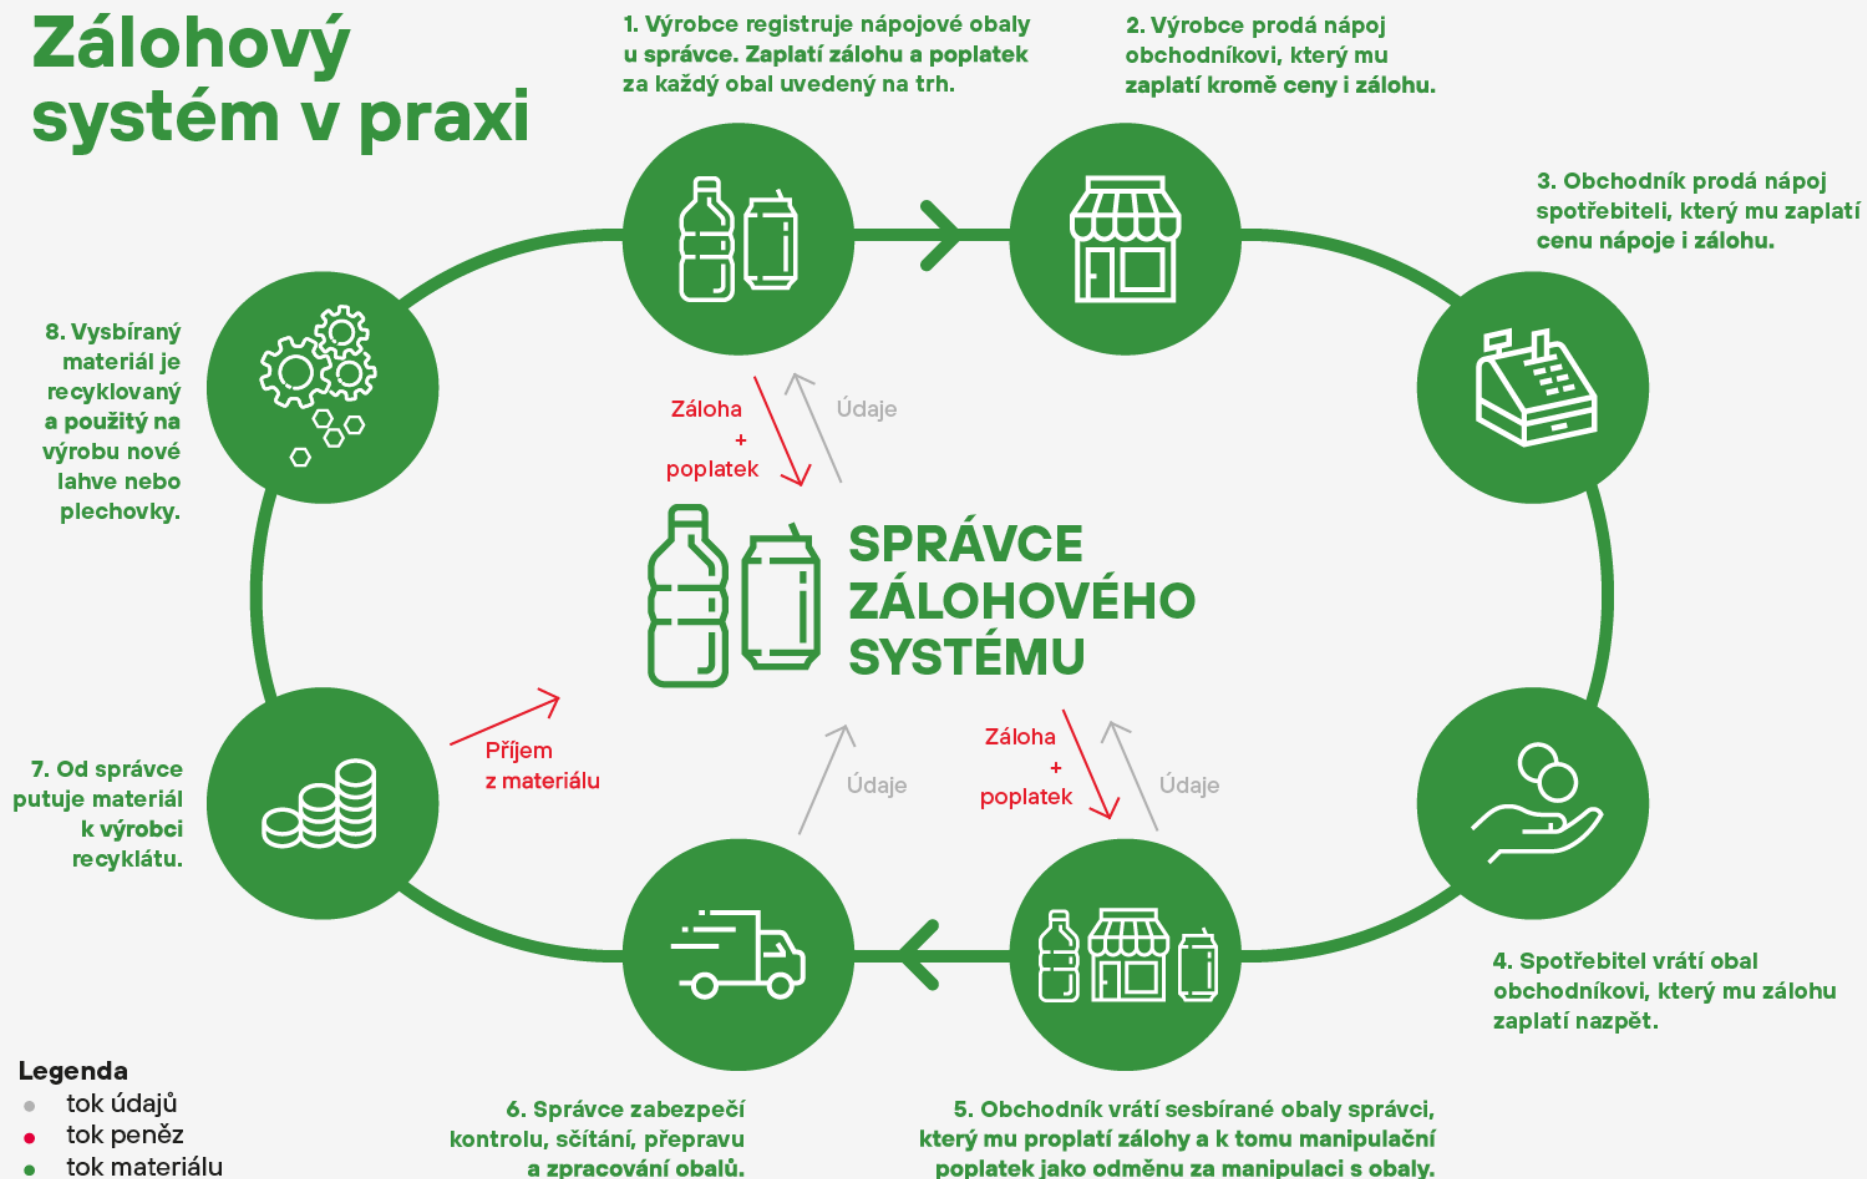 Zálohový
systém v praxi
1. Výrobce registruje nápojové obaly
u správce. Zaplatí zálohu a poplatek
za každý obal uvedený na trh.
2. Výrobce prodá nápoj
obchodníkovi, který mu
zaplatí kromě ceny i zálohu.
3. Obchodník prodá nápoj
spotřebiteli, který mu zaplatí
cenu nápoje i zálohu.
8. Vysbíraný
materiál je
recyklovaný
a použitý na
výrobu nové
lahve nebo
plechovky.
Záloha
+
poplatek
Údaje
SPRÁVCE
ZÁLOHOVÉHO
SYSTÉMU
Příjem
z materiálu
Údaje
Záloha
+
poplatek
Údaje
7. Od správce
putuje materiál
k výrobci
recyklátu.
4. Spotřebitel vrátí obal
obchodníkovi, který mu zálohu
zaplatí nazpět.
6. Správce zabezpečí
kontrolu, sčítání, přepravu
a zpracování obalů.
5. Obchodník vrátí sesbírané obaly správci,
který mu proplatí zálohy a k tomu manipulační
poplatek jako odměnu za manipulaci s obaly.
Legenda
tok údajů
tok peněz
tok materiálu